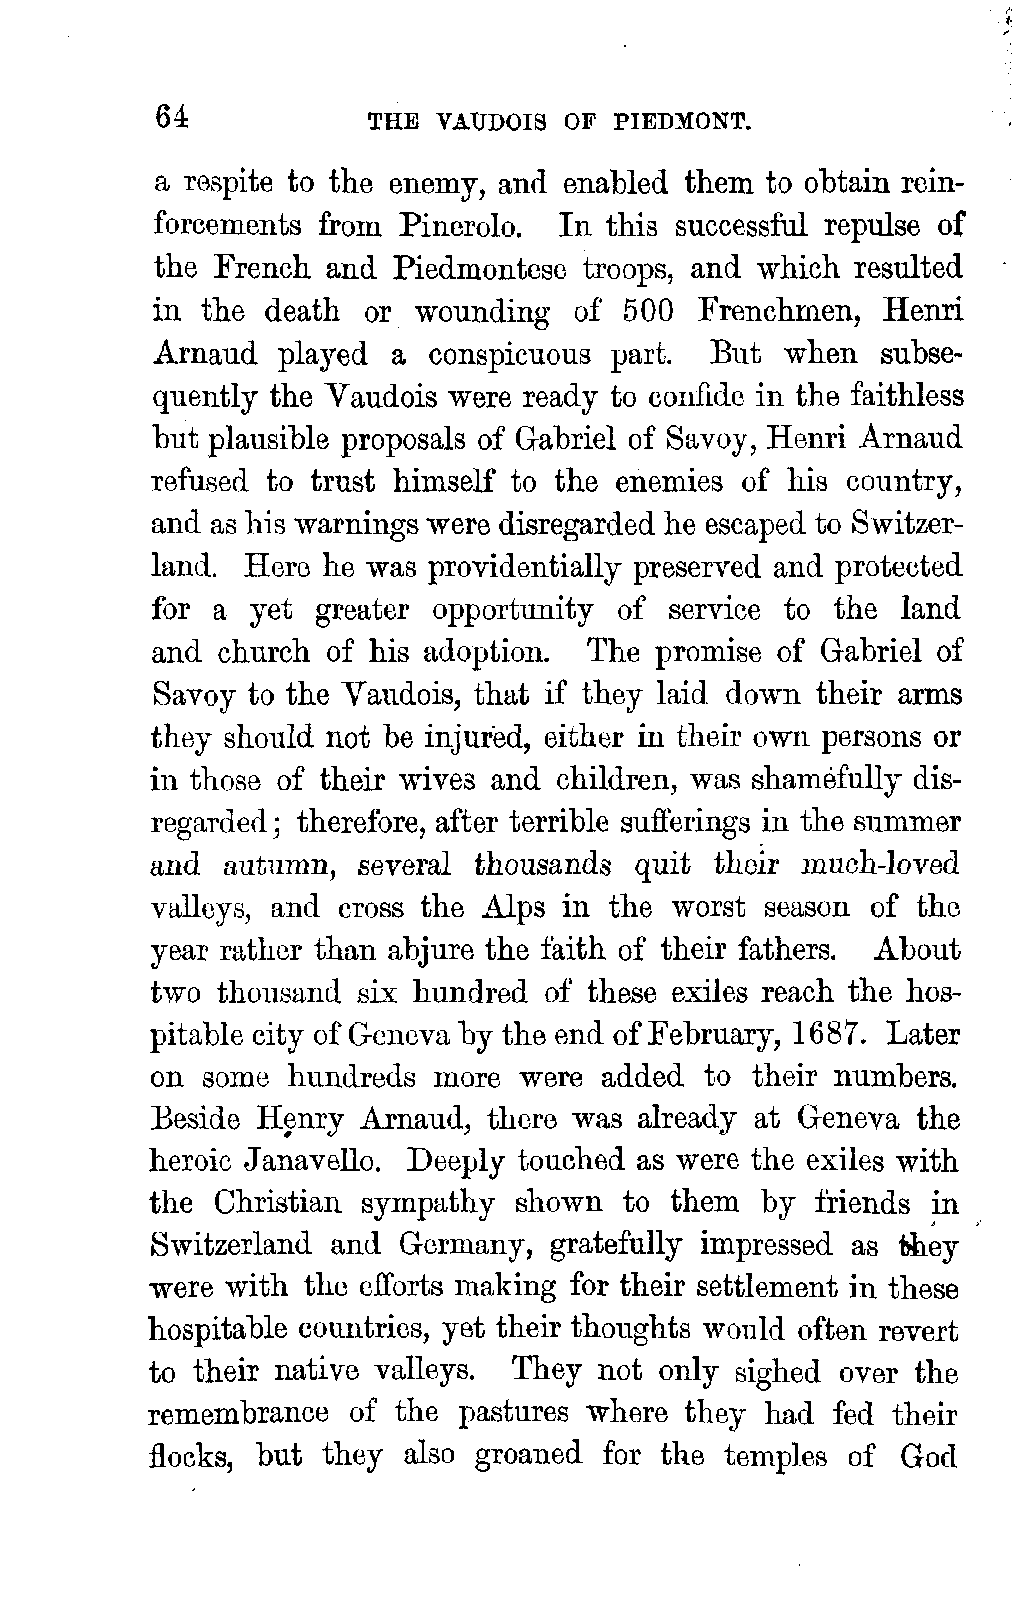 64 THE VAUDOIS OF PIEDMONT.
a respite to the enemy, and enabled them to obtain rein-
forcements from Pinerolo. In this successful repulse of
the French and Piedmontese troops, and which resulted
in the death or wounding of 500 Frenchmen, Henri
Arnaud played a conspicuous part. But when subse-
quently the Vaudois were ready to confide in the faithless
but plausible proposals of Gabriel of Savoy, Henri Arnaud
refused to trust himself to the enemies of his country,
and as his warnings were disregarded he escaped to Switzer-
land. Here he was providentially preserved and protected
for a yet greater opportunity of service to the land
and church of his adoption. The promise of Gabriel of
Savoy to the Vaudois, that if they laid down their arms
they should not be injured, either in their own persons or
in those of their wives and children, was shamefully dis-
regarded; therefore, after terrible sufferings in the summer
and autumn, several thousands quit their much-loved
valleys, and cross the Alps in the worst season of the
year rather than abjure the faith of their fathers. About
two thousand six hundred of these exiles reach the hos-
pitable city of Geneva by the end of February, 1687. Later
on some hundreds more were added to their numbers.
Beside Henry Arnaud, there was already at Geneva the
heroic Janavello. Deeply touched as were the exiles with
the Christian sympathy shown to them by friends in
Switzerland and Germany, gratefully impressed as they
were with the efforts making for their settlement in these
hospitable countries, yet their thoughts would often revert
to their native valleys. They not only sighed over the
remembrance of the pastures where they had fed their
flocks, but they also groaned for the temples of God